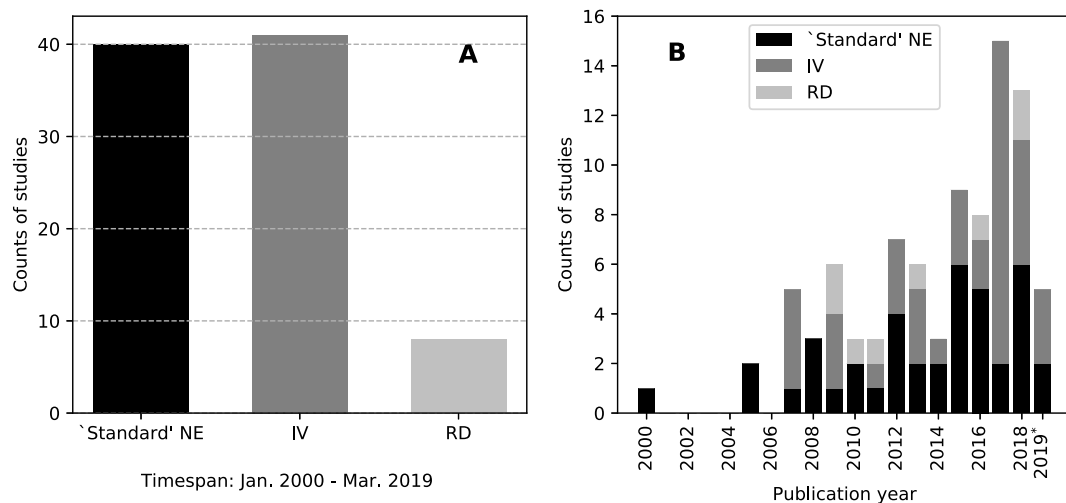 A
Counts of studies
40
30
20
10
0
`Standard' NE
IV
RD
Timespan: Jan. 2000 - Mar. 2019
B
`Standard' NE
IV
RD
Counts of studies
16
14
12
10
8
6
4
2
0
2000
2002
2004
2006
2008
2010
2012
2014
2016
2018
2019*
Publication year